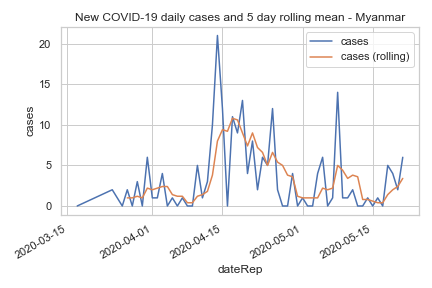 New COVID-19 daily cases and 5 day rolling mean - Myanmar
cases
cases (rolling)
20
15
10
5
0
cases
2020-03-15
2020-04-01
2020-04-15
2020-05-01
2020-05-15
dateRep